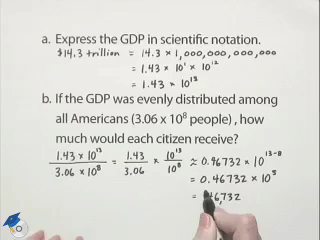 a. Express the GDP in scientific notation.
$14.3 trillion = 14.3 × 1,000,000,000,000
= 1.43 × 10¹ × 10¹²
= 1.43 × 10¹³
b. If the GDP was evenly distributed among
all Americans (3.06 x 10⁸ people), how
much would each citizen receive?
1.43 × 10¹³ / 3.06 × 10⁸ = 1.43 / 3.06 × 10¹³ / 10⁸ ≈ 0.46732 × 10¹³⁻⁸
= 0.46732 × 10⁵
= 46,732